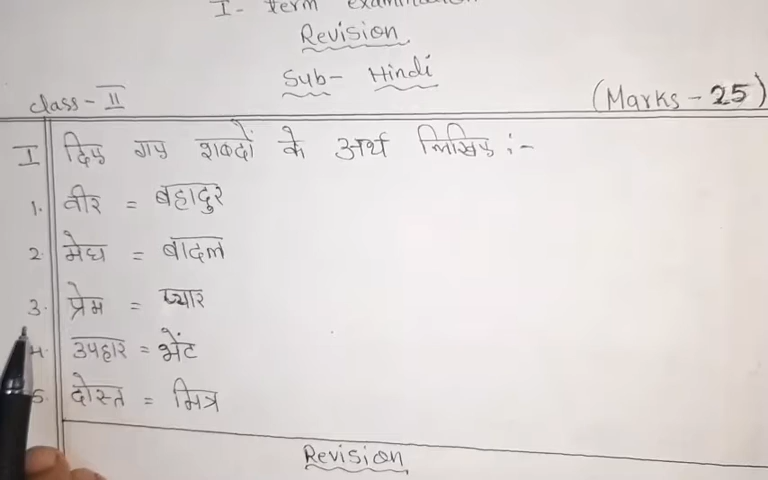 I- term examination
Revision
Sub- Hindi
class- II (Marks - 25)
I दिए गए शब्दों के अर्थ लिखिए :-
1. वीर = बहादुर
2. मेघ = बादल
3. प्रेम = प्यार
4. उपहार = भेंट
5. दोस्त = मित्र
Revision